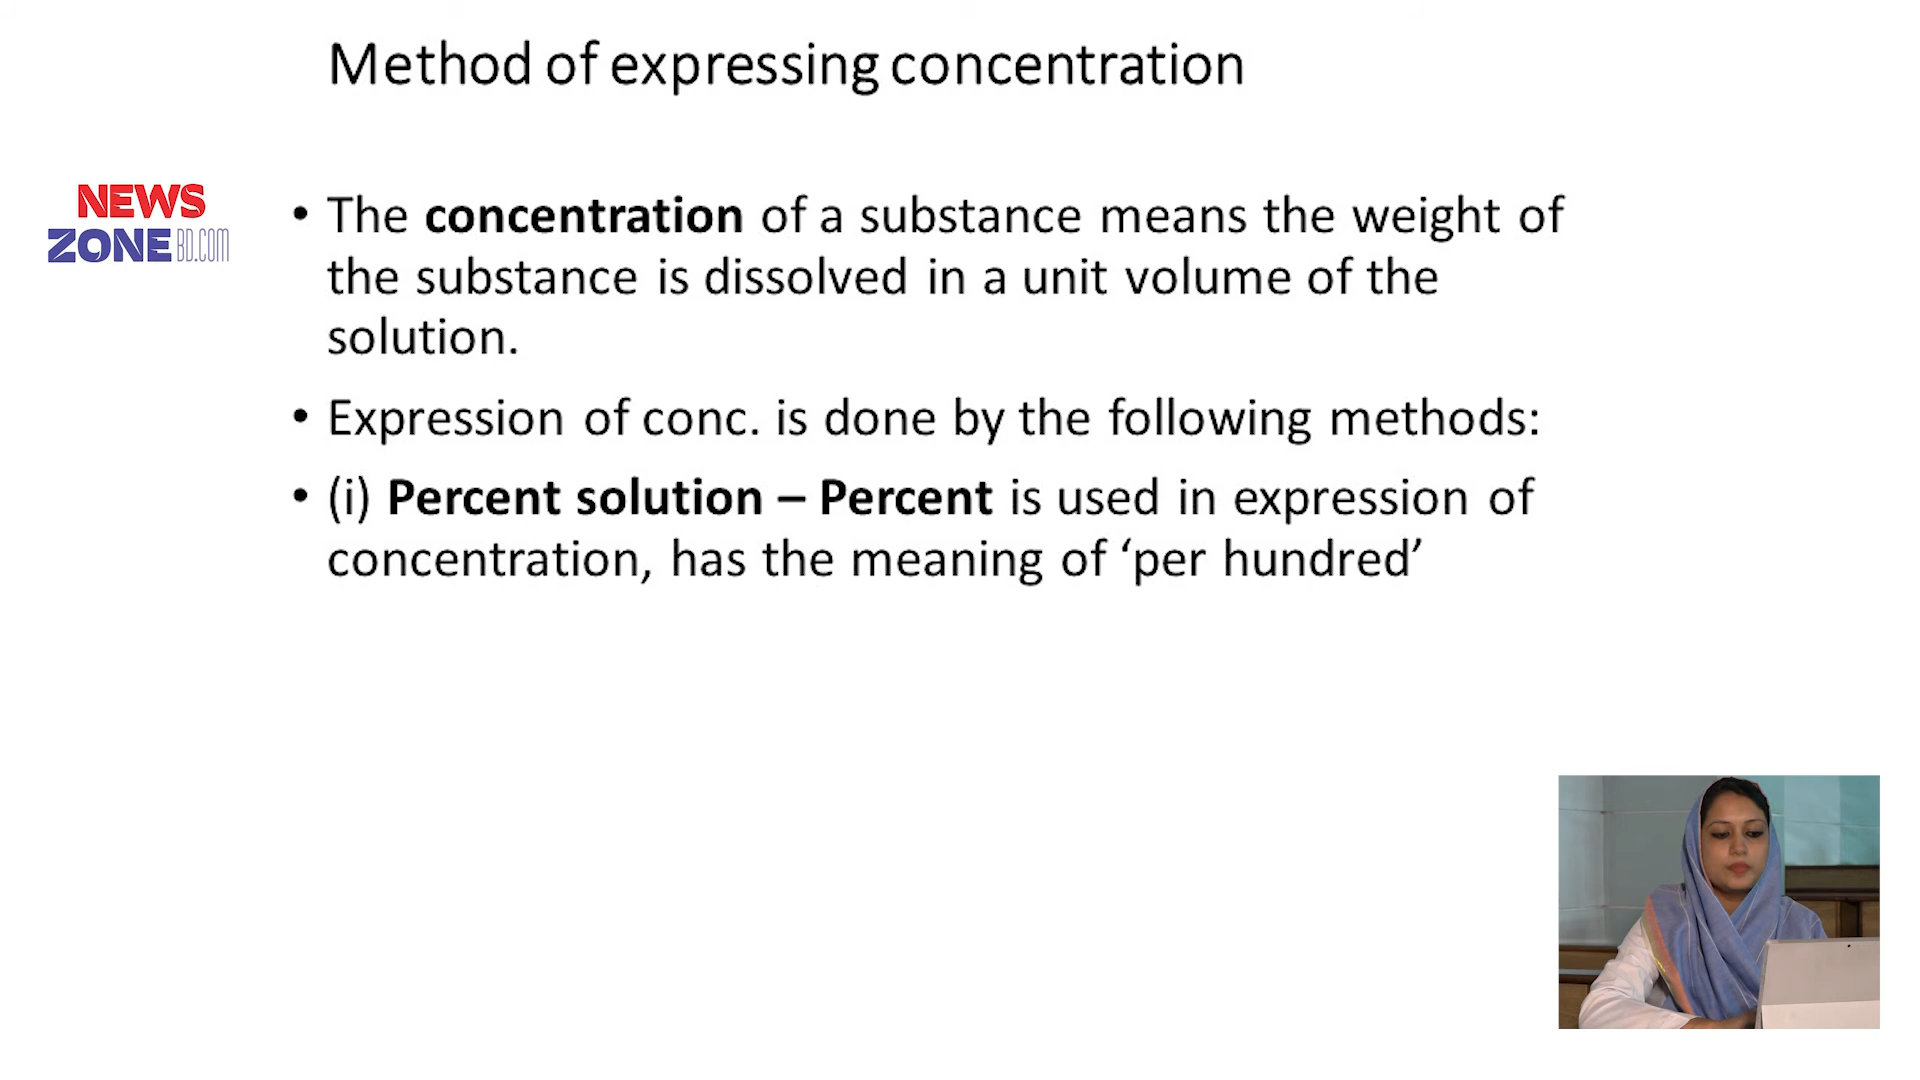 Method of expressing concentration
NEWS
ZONE BD.COM
• The concentration of a substance means the weight of
the substance is dissolved in a unit volume of the
solution.
• Expression of conc. is done by the following methods:
• (i) Percent solution – Percent is used in expression of
concentration, has the meaning of ‘per hundred’